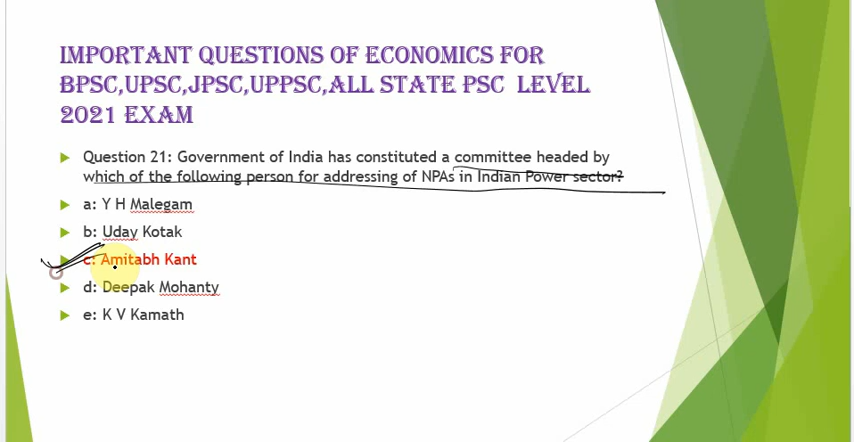 IMPORTANT QUESTIONS OF ECONOMICS FOR
BPSC,UPSC,JPSC,UPPSC,ALL STATE PSC LEVEL
2021 EXAM
Question 21: Government of India has constituted a committee headed by
which of the following person for addressing of NPAs in Indian Power sector?
a: Y H Malegam
b: Uday Kotak
c: Amitabh Kant
d: Deepak Mohanty
e: K V Kamath